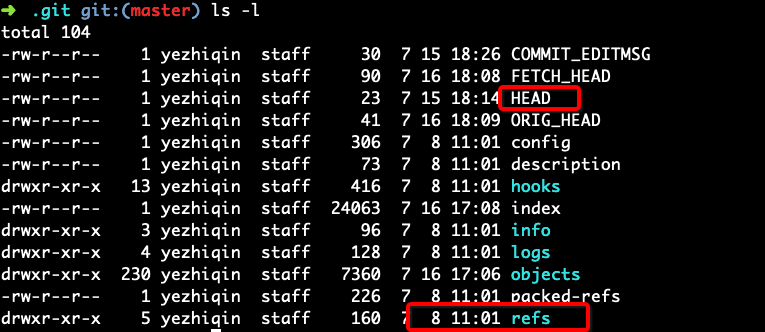 ➜ .git git:(master) ls -l
total 104
-rw-r--r-- 1 yezhiqin staff 30 7 15 18:26 COMMIT_EDITMSG
-rw-r--r-- 1 yezhiqin staff 90 7 16 18:08 FETCH_HEAD
-rw-r--r-- 1 yezhiqin staff 23 7 15 18:14 HEAD
-rw-r--r-- 1 yezhiqin staff 41 7 16 18:09 ORIG_HEAD
-rw-r--r-- 1 yezhiqin staff 306 7 8 11:01 config
-rw-r--r-- 1 yezhiqin staff 73 7 8 11:01 description
drwxr-xr-x 13 yezhiqin staff 416 7 8 11:01 hooks
-rw-r--r-- 1 yezhiqin staff 24063 7 16 17:08 index
drwxr-xr-x 3 yezhiqin staff 96 7 8 11:01 info
drwxr-xr-x 4 yezhiqin staff 128 7 8 11:01 logs
drwxr-xr-x 230 yezhiqin staff 7360 7 16 17:06 objects
-rw-r--r-- 1 yezhiqin staff 226 7 8 11:01 packed-refs
drwxr-xr-x 5 yezhiqin staff 160 7 8 11:01 refs